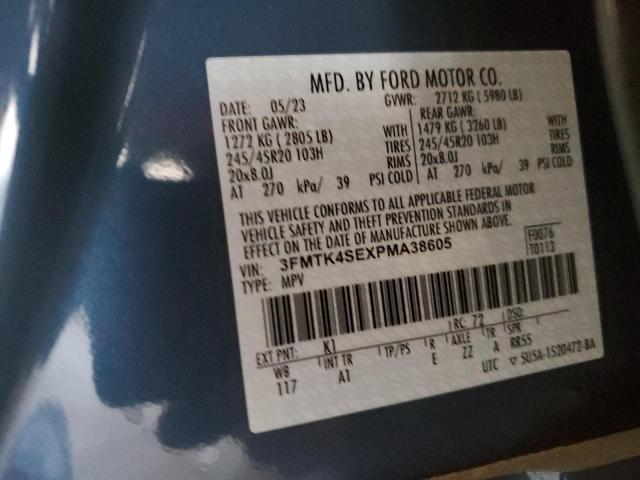 MFD. BY FORD MOTOR CO.
DATE: 05/23 GVWR: 2712 KG ( 5980 LB)
FRONT GAWR: REAR GAWR:
1272 KG ( 2805 LB) WITH 1479 KG ( 3260 LB) WITH
245/45R20 103H TIRES 245/45R20 103H TIRES
20x8.0J RIMS 20x8.0J RIMS
AT 270 kPa/ 39 PSI COLD AT 270 kPa/ 39 PSI COLD
THIS VEHICLE CONFORMS TO ALL APPLICABLE FEDERAL MOTOR
VEHICLE SAFETY AND THEFT PREVENTION STANDARDS IN
EFFECT ON THE DATE OF MANUFACTURE SHOWN ABOVE.
VIN: 3FMTK4SEXPMA38605 F0076
TYPE: MPV T0113
EXT PNT: K1 RC: 72 DSO:
WB INT TR TP/PS R AXLE TR SPR
117 A1 E ZZ A RR55
UTC ▽ 5U5A-1520472-BA